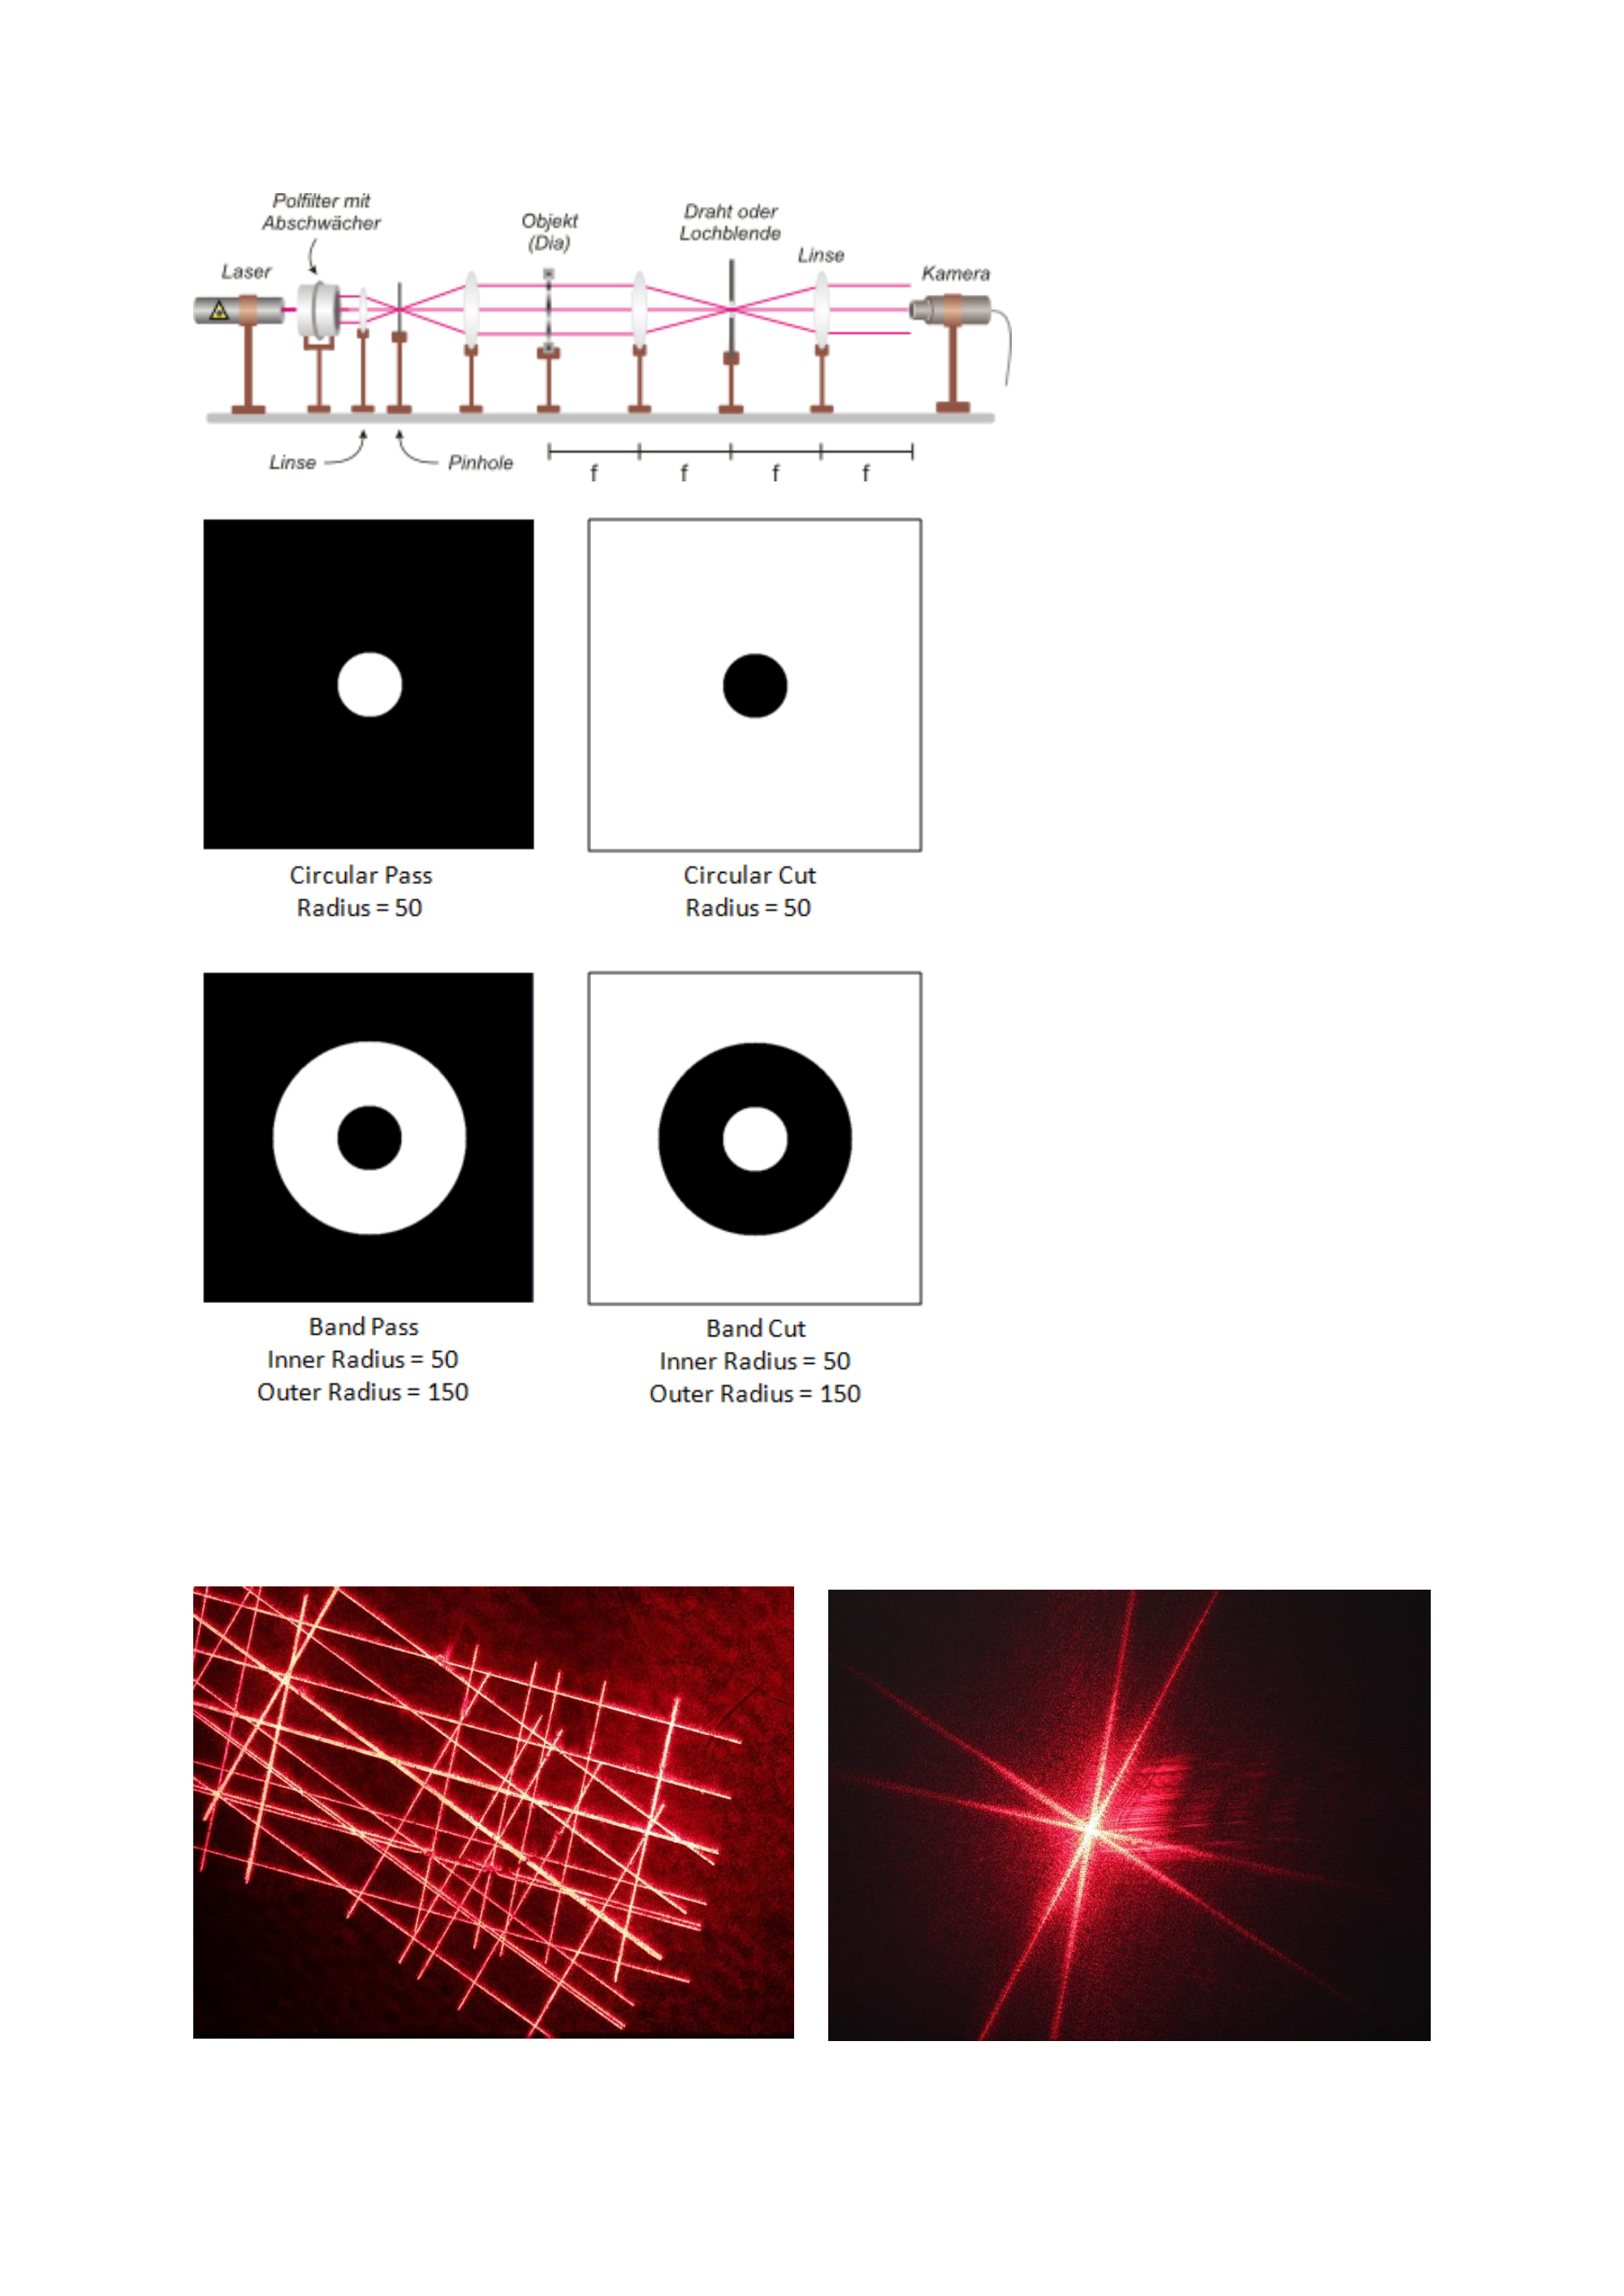 Polfilter mit
Abschwächer
Objekt
(Dia)
Draht oder
Lochblende
Linse
Laser
Kamera
Linse
Pinhole
f
f
f
f
Circular Pass
Radius = 50
Circular Cut
Radius = 50
Band Pass
Inner Radius = 50
Outer Radius = 150
Band Cut
Inner Radius = 50
Outer Radius = 150